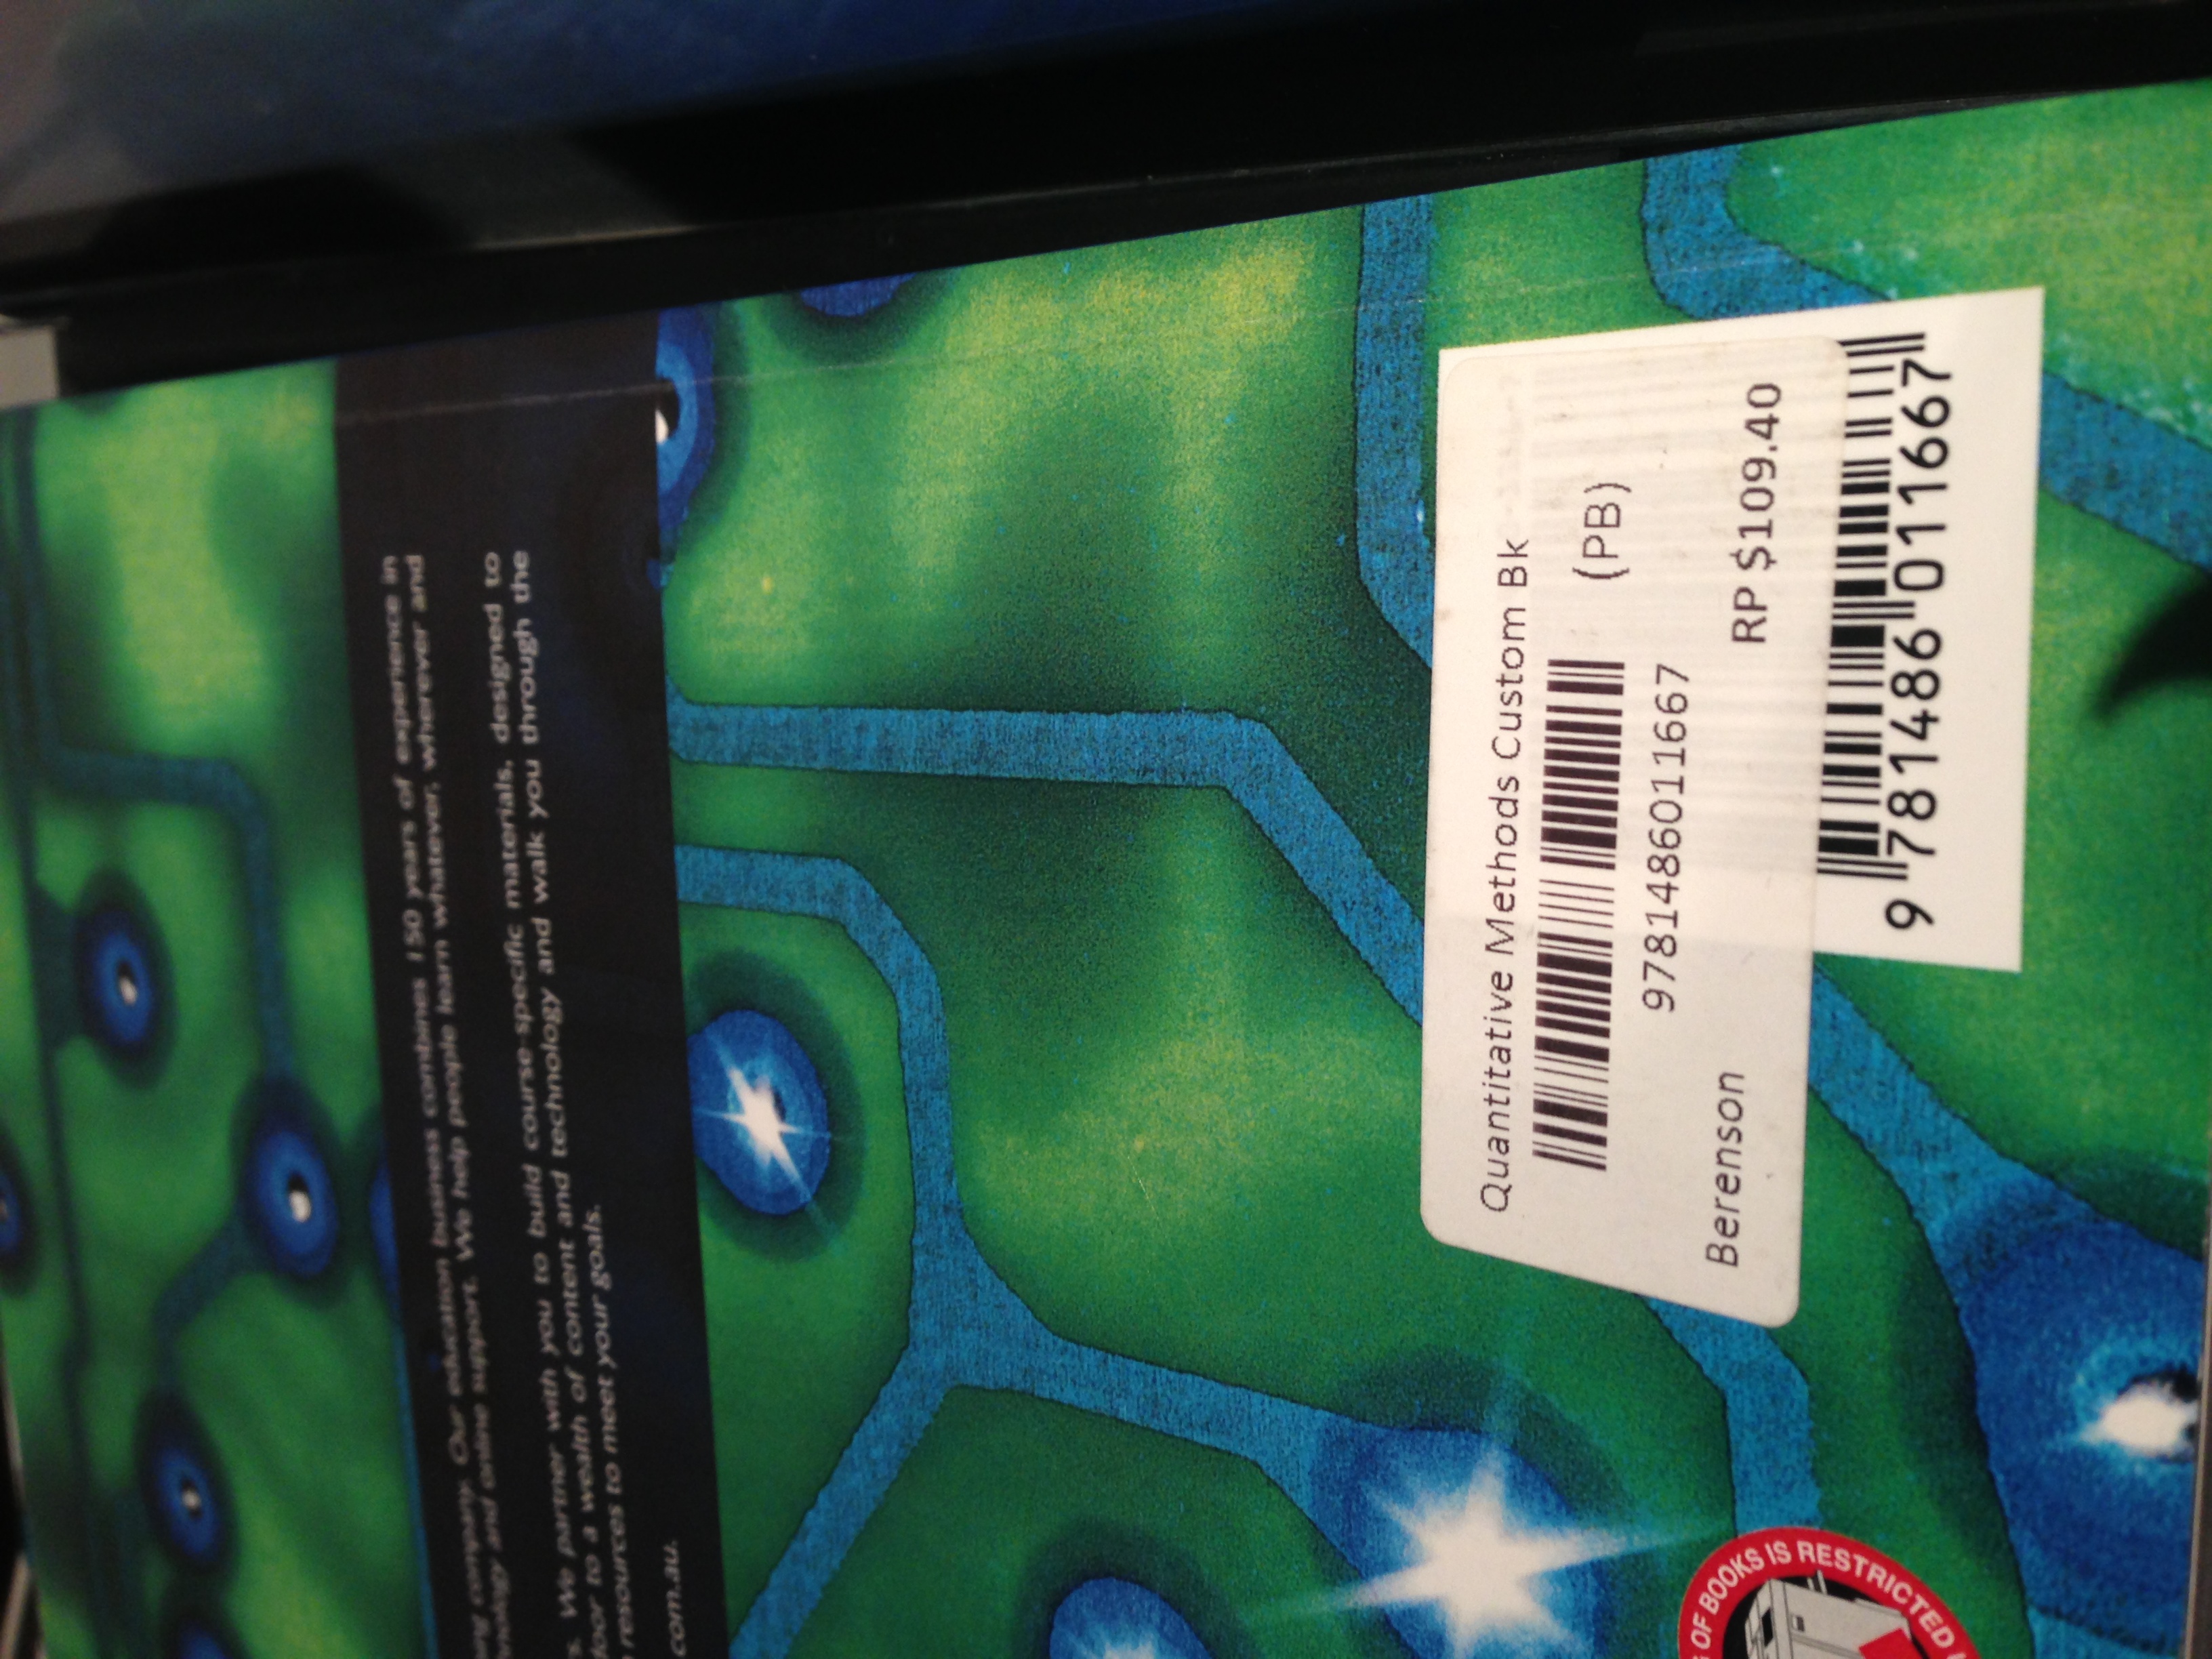 company. Our education business combines 150 years of experience in
and online support. We help people learn whatever, wherever and
We partner with you to build course-specific materials, designed to
to a wealth of content and technology and walk you through the
resources to meet your goals.
com.au.
Quantitative Methods Custom Bk
(PB)
9781486011667
Berenson RP $109.40
9 781486 011667
OF BOOKS IS RESTRICTED